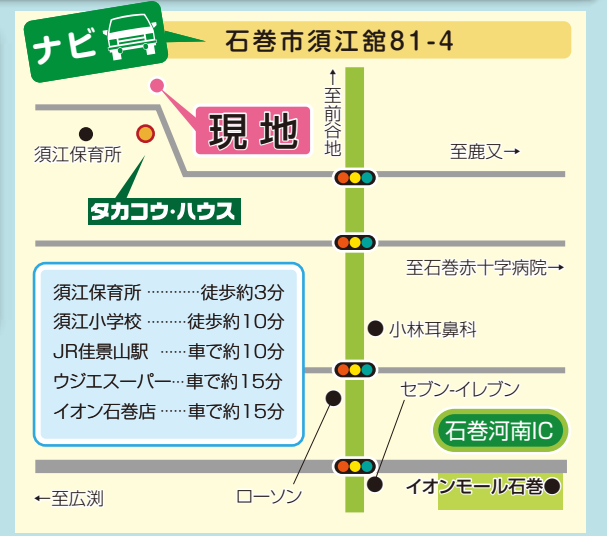 ナビ
石巻市須江舘81-4
↑至前谷地
現地
須江保育所
至鹿又→
タカコウ・ハウス
至石巻赤十字病院→
須江保育所 …………徒歩約3分
須江小学校 ………徒歩約10分
JR佳景山駅 ……車で約10分
ウジエスーパー…車で約15分
イオン石巻店 ……車で約15分
小林耳鼻科
セブン-イレブン
石巻河南IC
イオンモール石巻
←至広渕
ローソン